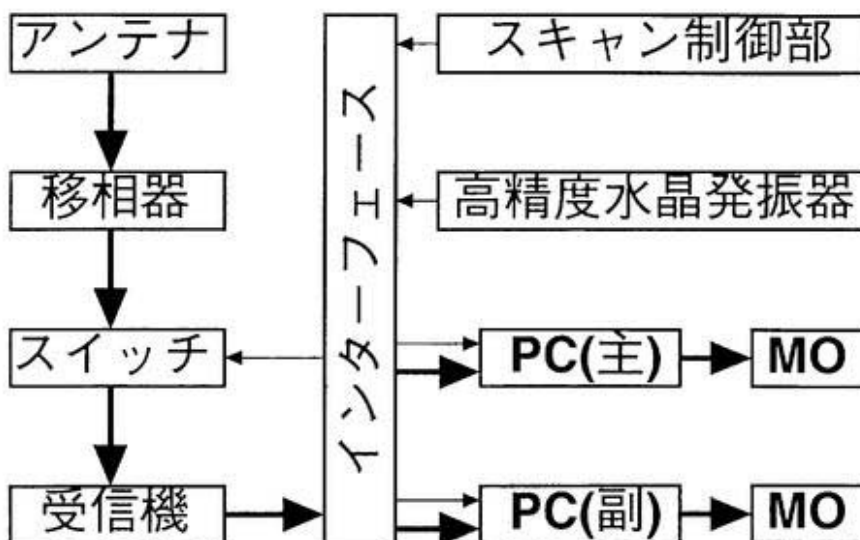 アンテナ
移相器
スイッチ
受信機
インターフェース
スキャン制御部
高精度水晶発振器
PC(主)
MO
PC(副)
MO